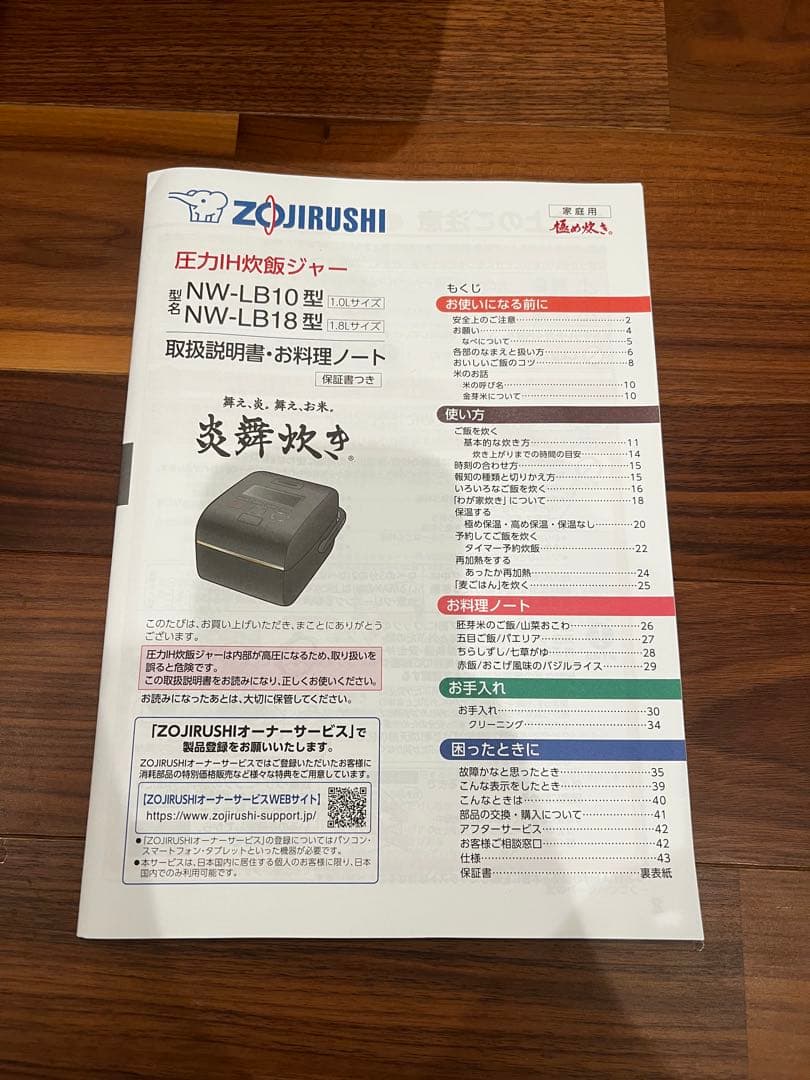 ZOJIRUSHI
家庭用
極め炊き。
圧力IH炊飯ジャー
型名
NW-LB10型 1.0Lサイズ
NW-LB18型 1.8Lサイズ
取扱説明書・お料理ノート
保証書つき
舞え、炎。舞え、お米。
炎舞炊き®
このたびは、お買い上げいただき、まことにありがとう
ございます。
圧力IH炊飯ジャーは内部が高圧になるため、取り扱いを
誤ると危険です。
この取扱説明書をお読みになり、正しくお使いください。
お読みになったあとは、大切に保管してください。
「ZOJIRUSHIオーナーサービス」で
製品登録をお願いいたします。
ZOJIRUSHIオーナーサービスではご登録いただいたお客様に
消耗部品の特別価格販売など様々な特典をご用意しています。
【ZOJIRUSHIオーナーサービスWEBサイト】
https://www.zojirushi-support.jp/
●「ZOJIRUSHIオーナーサービス」の登録についてはパソコン・
スマートフォン・タブレットといった機器が必要です。
●本サービスは、日本国内に居住する個人のお客様に限り、日本
国内でのみ利用可能です。
もくじ
お使いになる前に
安全上のご注意…2
お願い…4
なべについて…5
各部のなまえと扱い方…6
おいしいご飯のコツ…8
米のお話
米の呼び名…10
金芽米について…10
使い方
ご飯を炊く
基本的な炊き方…11
炊き上がりまでの時間の目安…14
時刻の合わせ方…15
報知の種類と切りかえ方…15
いろいろなご飯を炊く…16
「わが家炊き」について…18
保温する
極め保温・高め保温・保温なし…20
予約してご飯を炊く
タイマー予約炊飯…22
再加熱をする
あったか再加熱…24
「麦ごはん」を炊く…25
お料理ノート
胚芽米のご飯/山菜おこわ…26
五目ご飯/パエリア…27
ちらしずし/七草がゆ…28
赤飯/おこげ風味のバジルライス…29
お手入れ
お手入れ…30
クリーニング…34
困ったときに
故障かなと思ったとき…35
こんな表示をしたとき…39
こんなときは…40
部品の交換・購入について…41
アフターサービス…42
お客様ご相談窓口…42
仕様…43
保証書…裏表紙